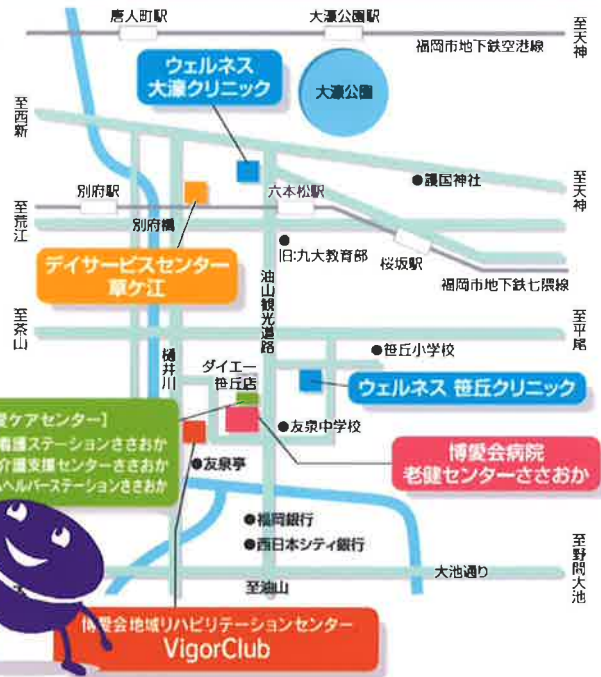 唐人町駅
大濠公園駅
至天神
福岡市地下鉄空港線
ウェルネス
大濠クリニック
大濠公園
至西新
護国神社
至天神
別府駅
六本松駅
至荒江
別府橋
旧:九大教育部
桜坂駅
デイサービスセンター
草ケ江
福岡市地下鉄七隈線
油山観光道路
至茶山
至平尾
樋井川
ダイエー
笹丘店
笹丘小学校
ウェルネス 笹丘クリニック
愛ケアセンター】
看護ステーションささおか
介護支援センターささおか
ヘルパーステーションささおか
友泉中学校
博愛会病院
老健センターささおか
友泉亭
福岡銀行
西日本シティ銀行
至野間大池
大池通り
至油山
博愛会地域リハビリテーションセンター
VigorClub